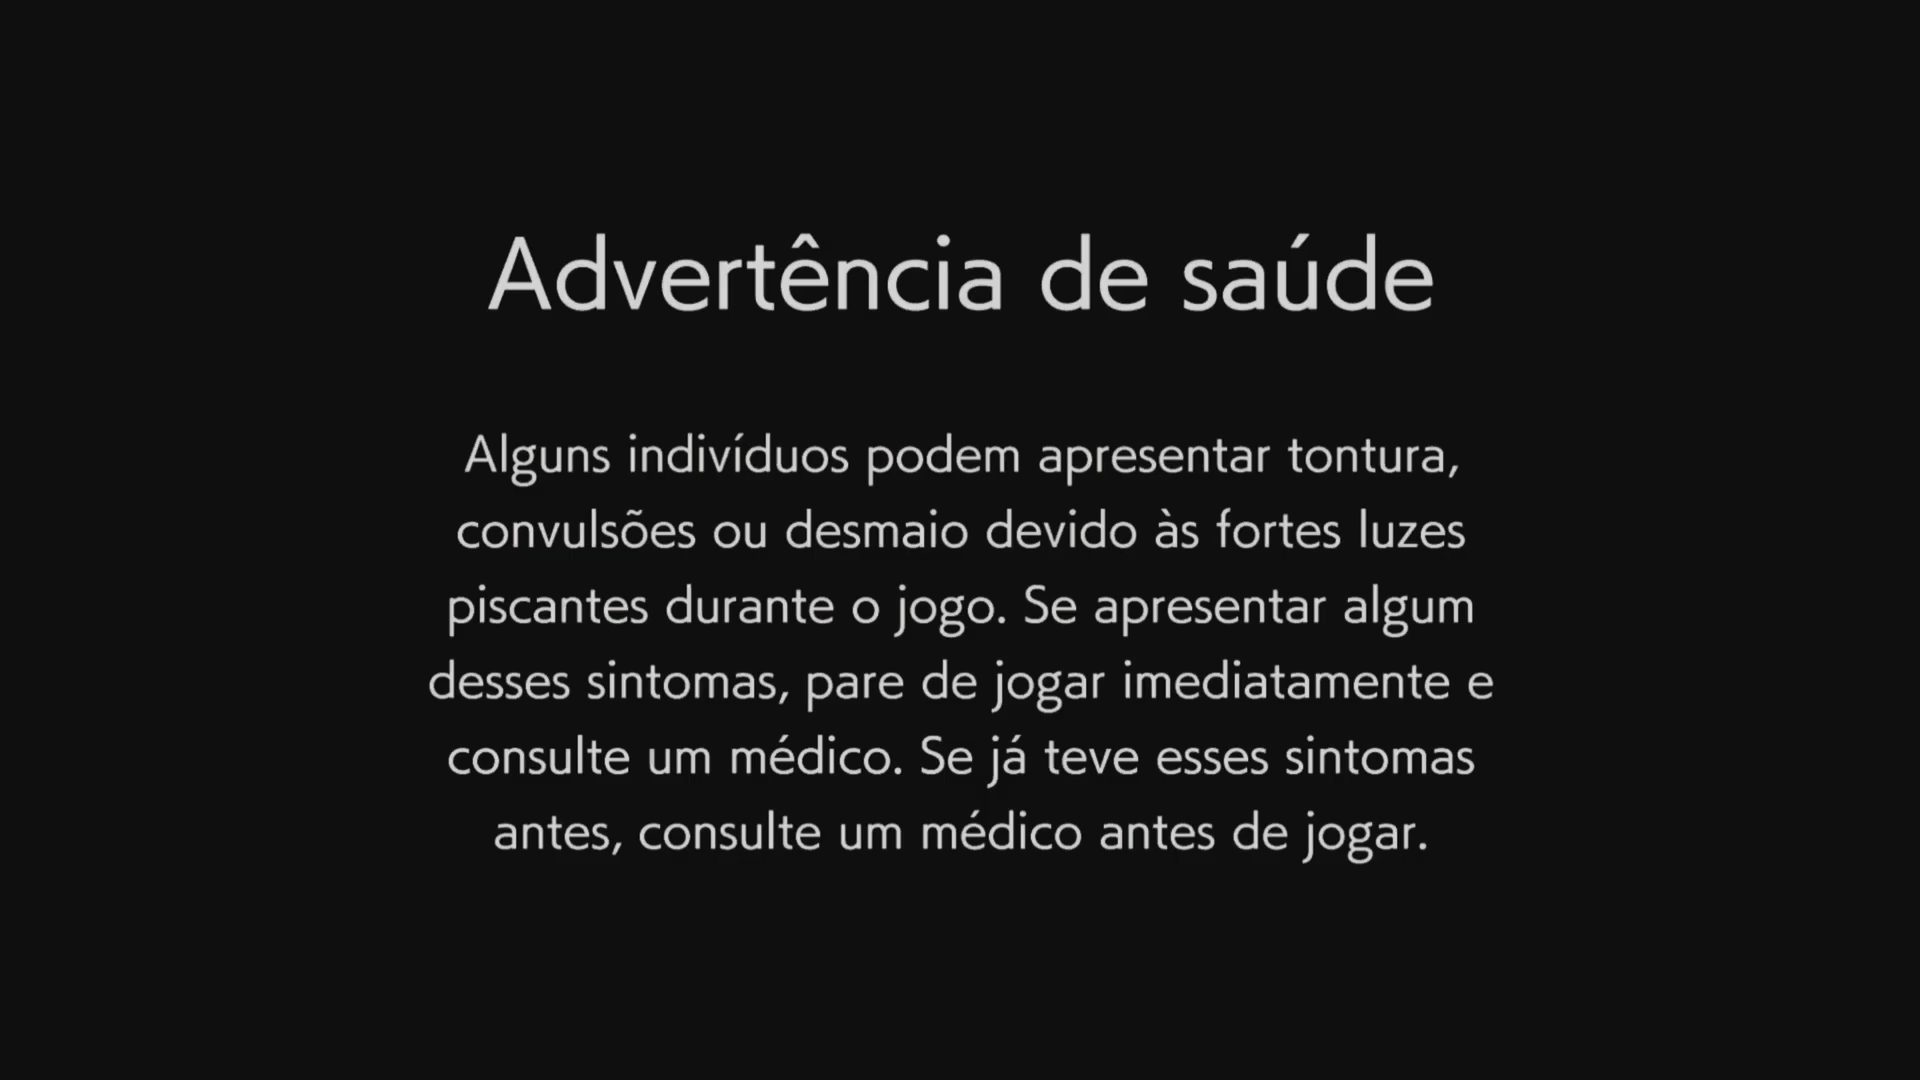 Advertência de saúde
Alguns indivíduos podem apresentar tontura,
convulsões ou desmaio devido às fortes luzes
piscantes durante o jogo. Se apresentar algum
desses sintomas, pare de jogar imediatamente e
consulte um médico. Se já teve esses sintomas
antes, consulte um médico antes de jogar.